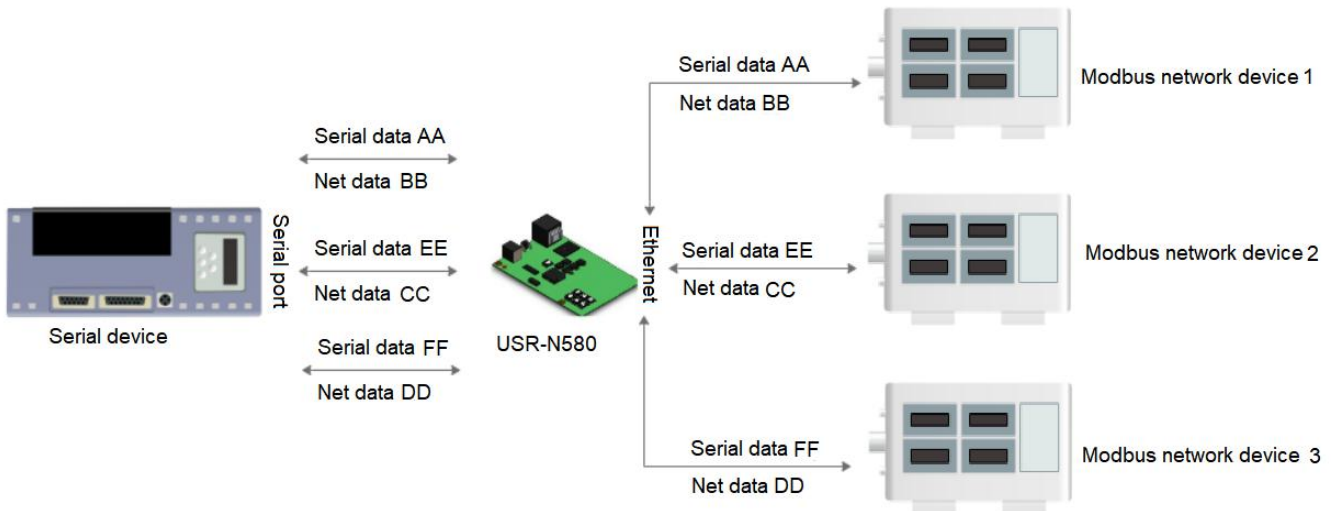 Serial data AA
Net data BB
Modbus network device 1
Serial data AA
Net data BB
Serial port
Serial data EE
Net data CC
Ethernet
Serial data EE
Net data CC
Modbus network device 2
Serial device
USR-N580
Serial data FF
Net data DD
Serial data FF
Net data DD
Modbus network device 3